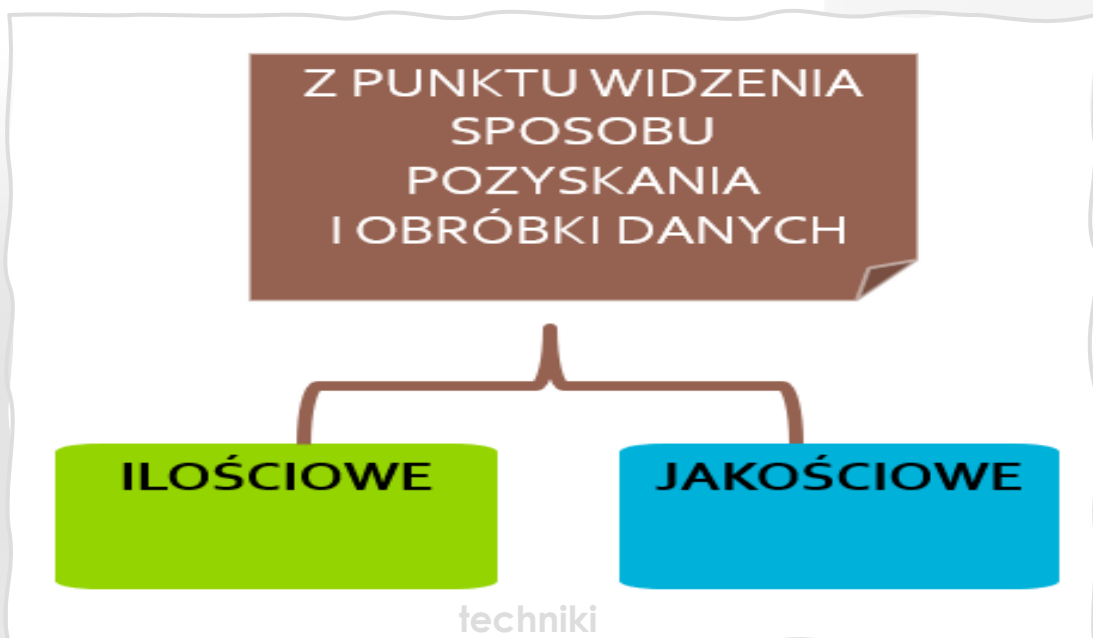 Z PUNKTU WIDZENIA
SPOSOBU
POZYSKANIA
I OBRÓBKI DANYCH
ILOŚCIOWE
JAKOŚCIOWE
techniki